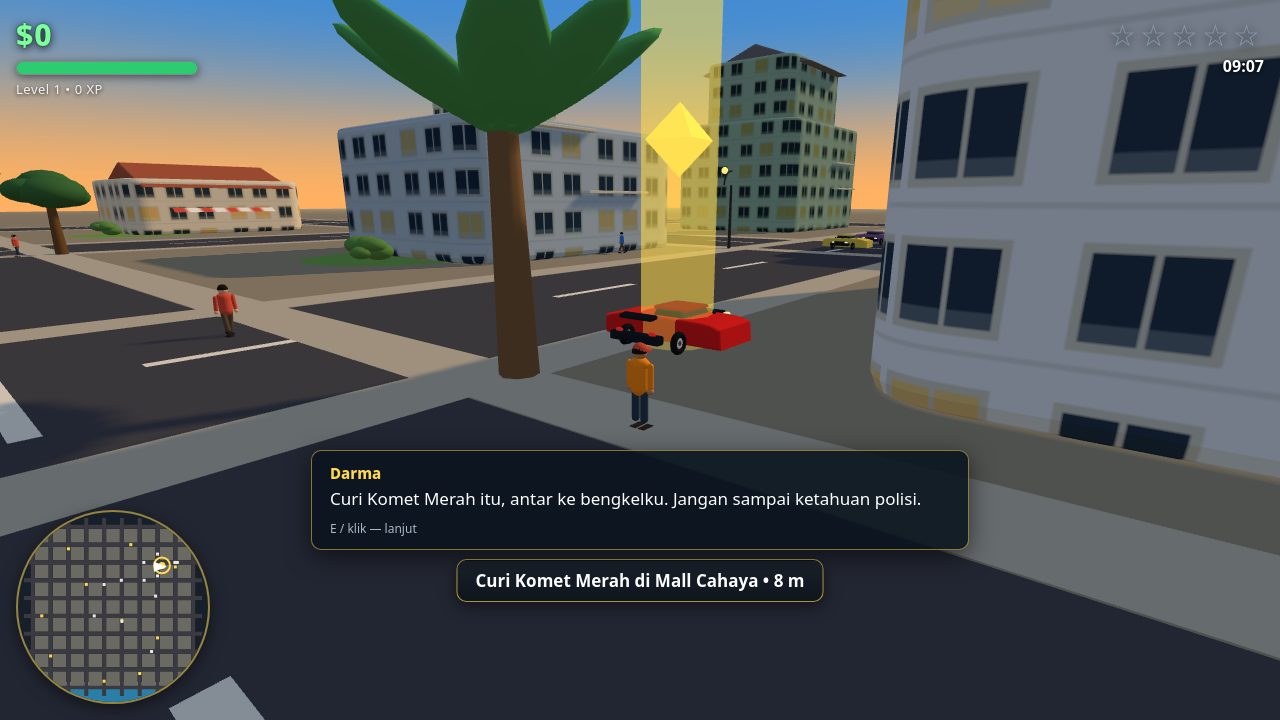 $0
Level 1 • 0 XP
☆☆☆☆☆
09:07
Darma
Curi Komet Merah itu, antar ke bengkelku. Jangan sampai ketahuan polisi.
E / klik — lanjut
Curi Komet Merah di Mall Cahaya • 8 m